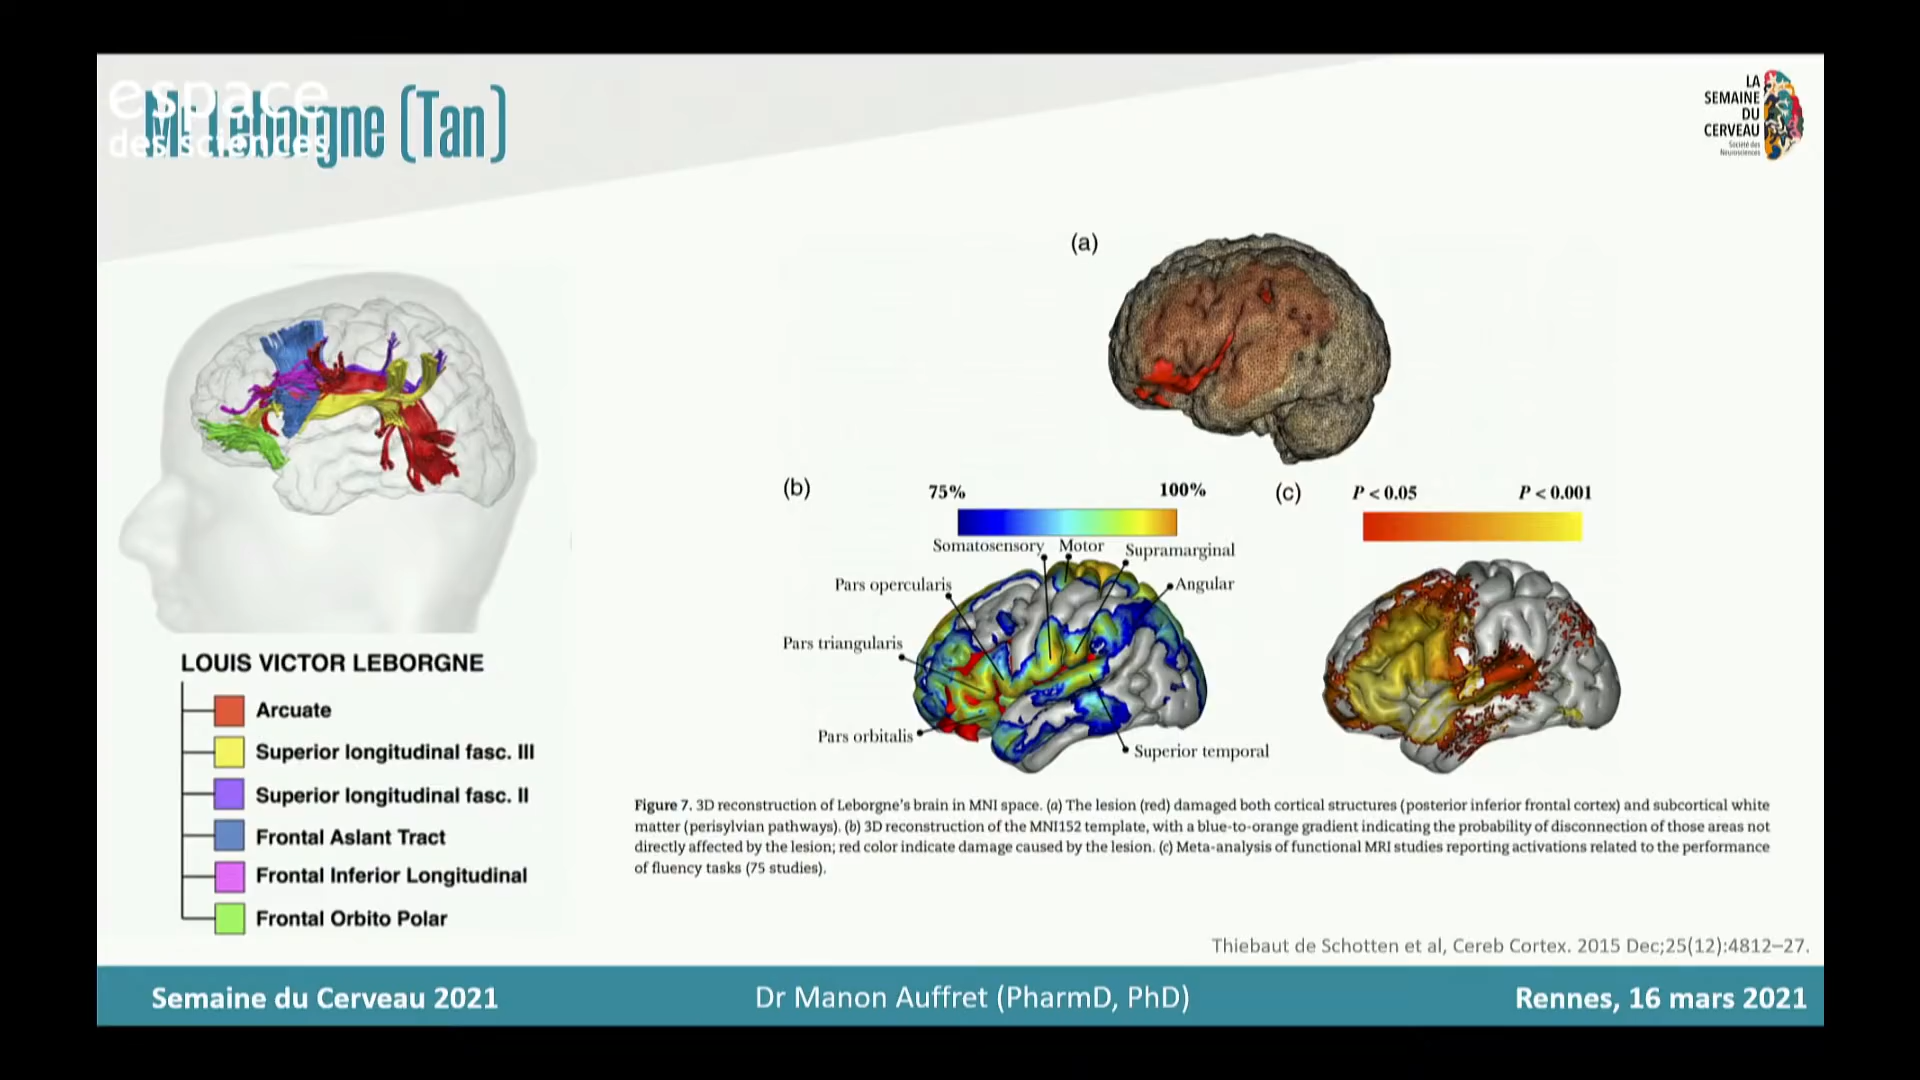 espace
des sciences
Mr Leborgne (Tan)
LA
SEMAINE
DU
CERVEAU
Société des
Neurosciences
(a)
(b)
75%
100%
(c)
P < 0.05
P < 0.001
Somatosensory
Motor
Supramarginal
Pars opercularis
Angular
Pars triangularis
Pars orbitalis
Superior temporal
LOUIS VICTOR LEBORGNE
Arcuate
Superior longitudinal fasc. III
Superior longitudinal fasc. II
Frontal Aslant Tract
Frontal Inferior Longitudinal
Frontal Orbito Polar
Figure 7. 3D reconstruction of Leborgne's brain in MNI space. (a) The lesion (red) damaged both cortical structures (posterior inferior frontal cortex) and subcortical white
matter (perisylvian pathways). (b) 3D reconstruction of the MNI152 template, with a blue-to-orange gradient indicating the probability of disconnection of those areas not
directly affected by the lesion; red color indicate damage caused by the lesion. (c) Meta-analysis of functional MRI studies reporting activations related to the performance
of fluency tasks (75 studies).
Thiebaut de Schotten et al, Cereb Cortex. 2015 Dec;25(12):4812–27.
Semaine du Cerveau 2021
Dr Manon Auffret (PharmD, PhD)
Rennes, 16 mars 2021